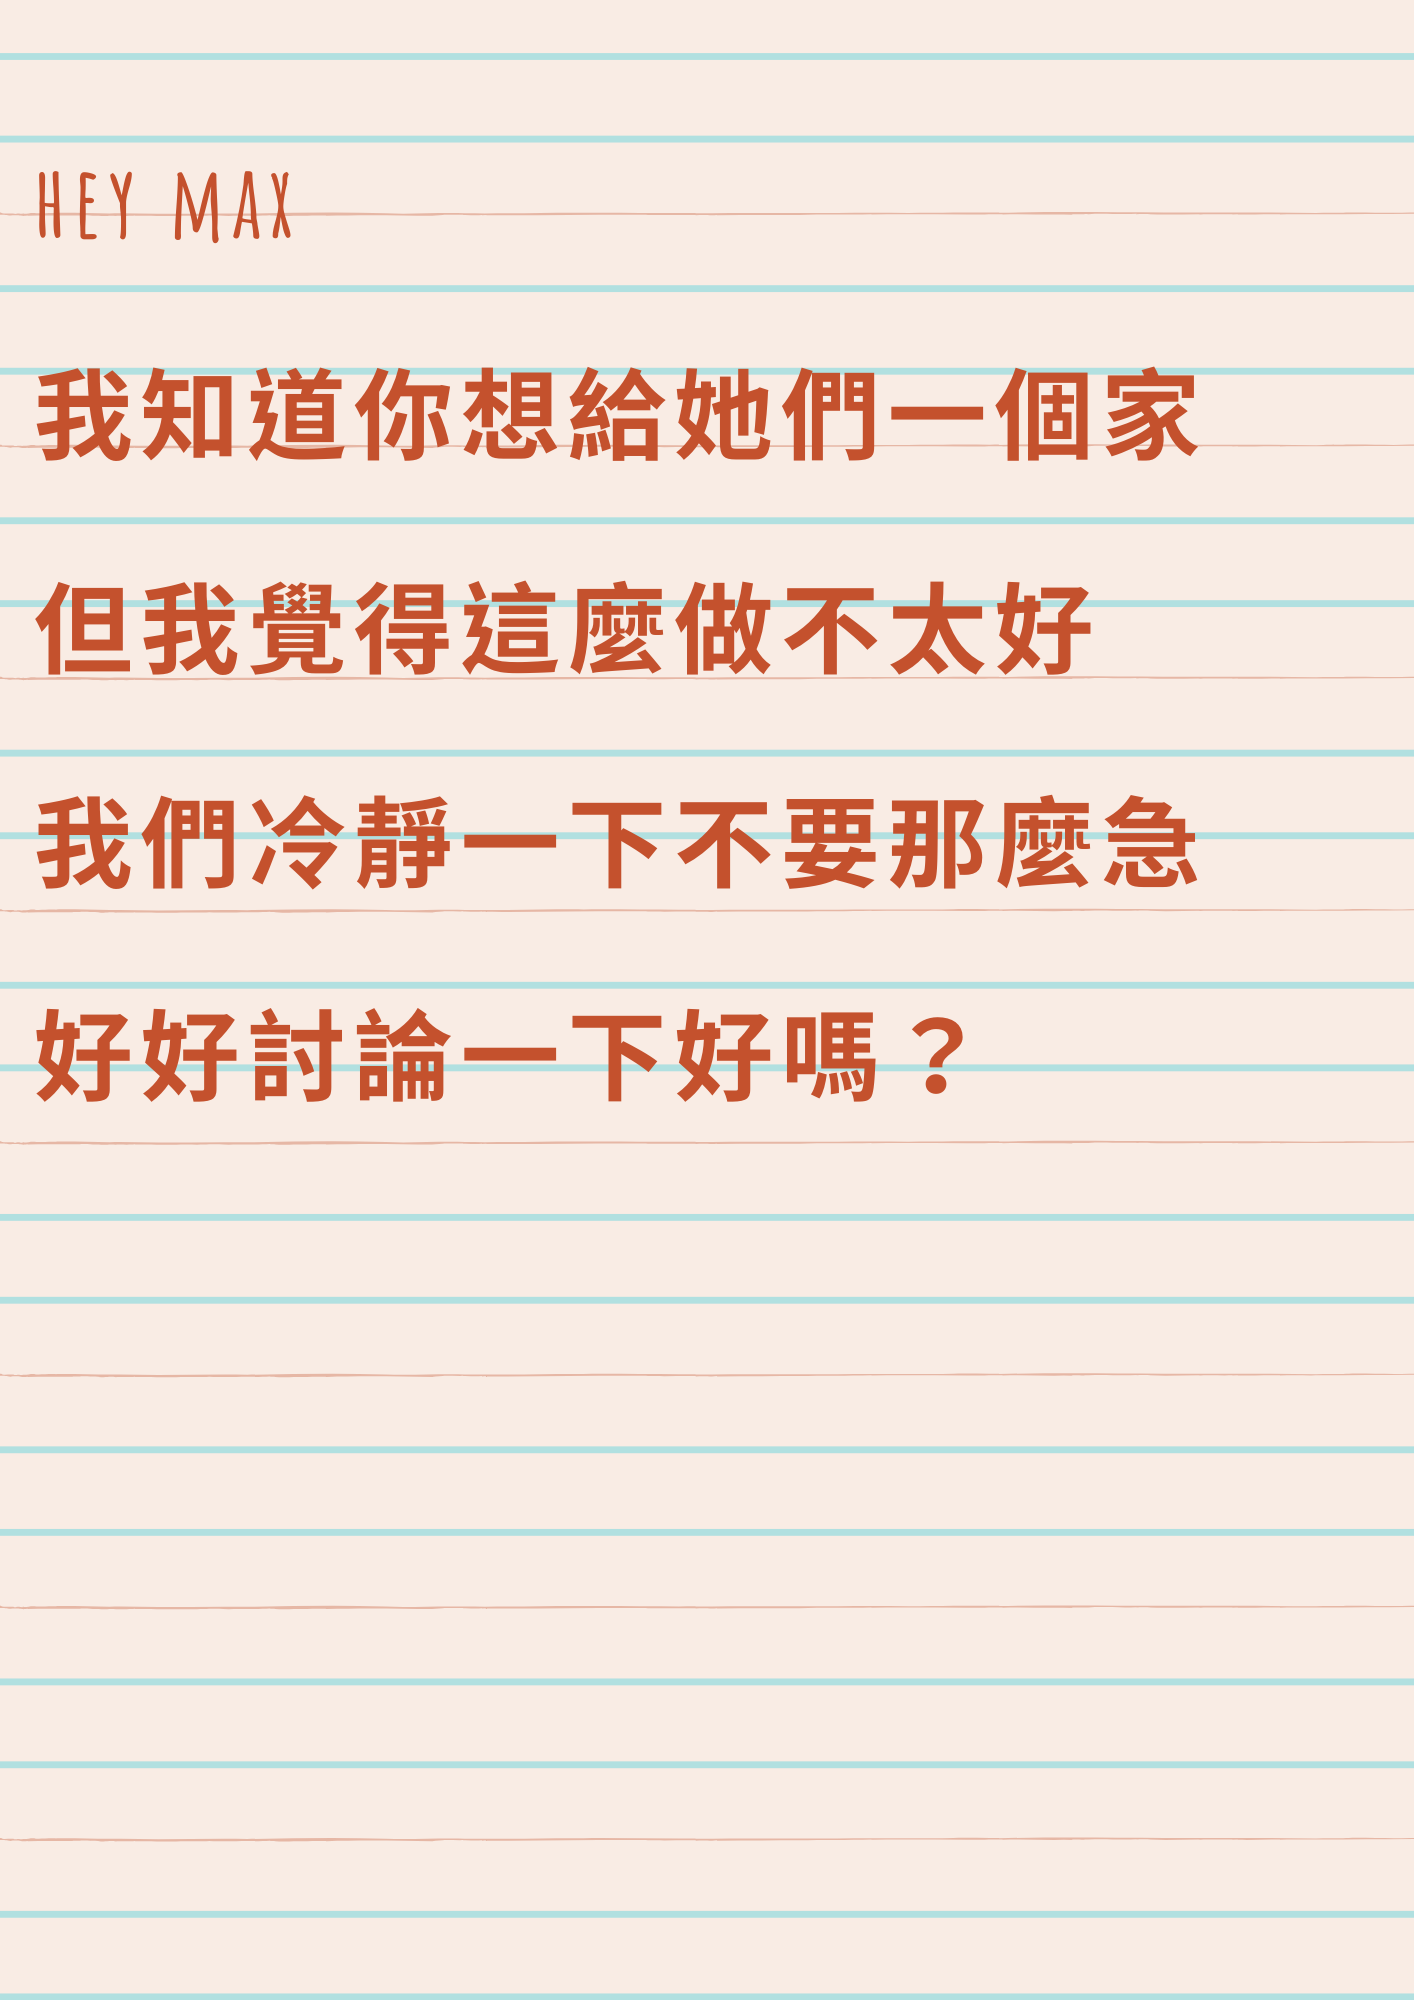 HEY MAX
我知道你想給她們一個家
但我覺得這麼做不太好
我們冷靜一下不要那麼急
好好討論一下好嗎？